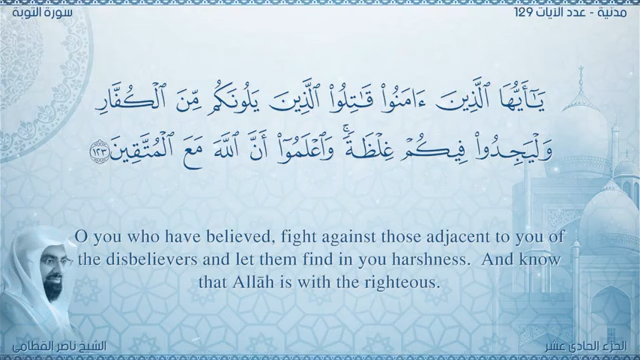 سورة التوبة
مدنية - عدد الآيات 129
يَـٰٓأَيُّهَا ٱلَّذِينَ ءَامَنُوا۟ قَـٰتِلُوا۟ ٱلَّذِينَ يَلُونَكُم مِّنَ ٱلْكُفَّارِ
وَلْيَجِدُوا۟ فِيكُمْ غِلْظَةً ۚ وَٱعْلَمُوٓا۟ أَنَّ ٱللَّهَ مَعَ ٱلْمُتَّقِينَ ١٢٣
O you who have believed, fight against those adjacent to you of
the disbelievers and let them find in you harshness. And know
that Allāh is with the righteous.
الشيخ ناصر القطامي
الجزء الحادي عشر